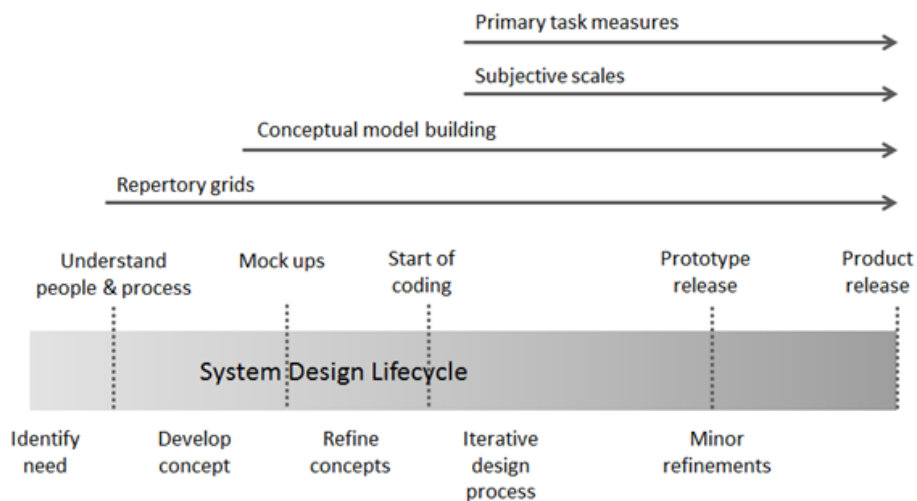 Primary task measures
Subjective scales
Conceptual model building
Repertory grids
Understand
people & process
Mock ups
Start of
coding
Prototype
release
Product
release
System Design Lifecycle
Identify
need
Develop
concept
Refine
concepts
Iterative
design
process
Minor
refinements